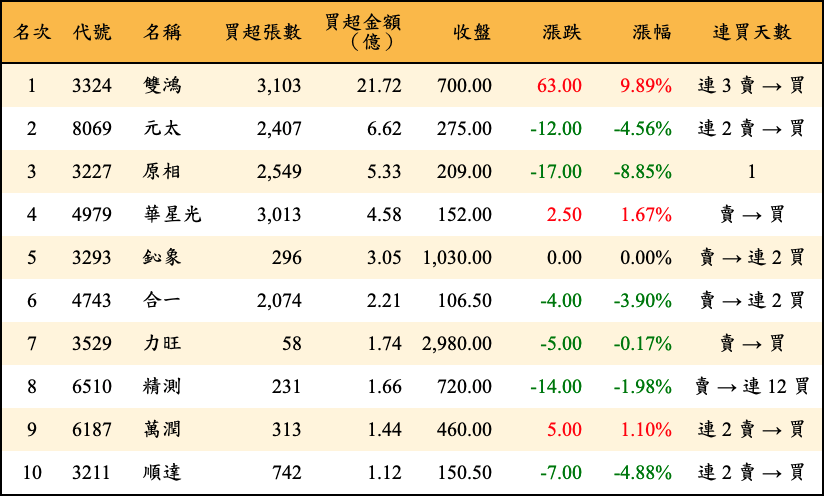 名次 代號 名稱 買超張數 買超金額（億） 收盤 漲跌 漲幅 連買天數
1 3324 雙鴻 3,103 21.72 700.00 63.00 9.89% 連 3 賣 → 買
2 8069 元太 2,407 6.62 275.00 -12.00 -4.56% 連 2 賣 → 買
3 3227 原相 2,549 5.33 209.00 -17.00 -8.85% 1
4 4979 華星光 3,013 4.58 152.00 2.50 1.67% 賣 → 買
5 3293 鈊象 296 3.05 1,030.00 0.00 0.00% 賣 → 連 2 買
6 4743 合一 2,074 2.21 106.50 -4.00 -3.90% 賣 → 連 2 買
7 3529 力旺 58 1.74 2,980.00 -5.00 -0.17% 賣 → 買
8 6510 精測 231 1.66 720.00 -14.00 -1.98% 賣 → 連 12 買
9 6187 萬潤 313 1.44 460.00 5.00 1.10% 連 2 賣 → 買
10 3211 順達 742 1.12 150.50 -7.00 -4.88% 連 2 賣 → 買